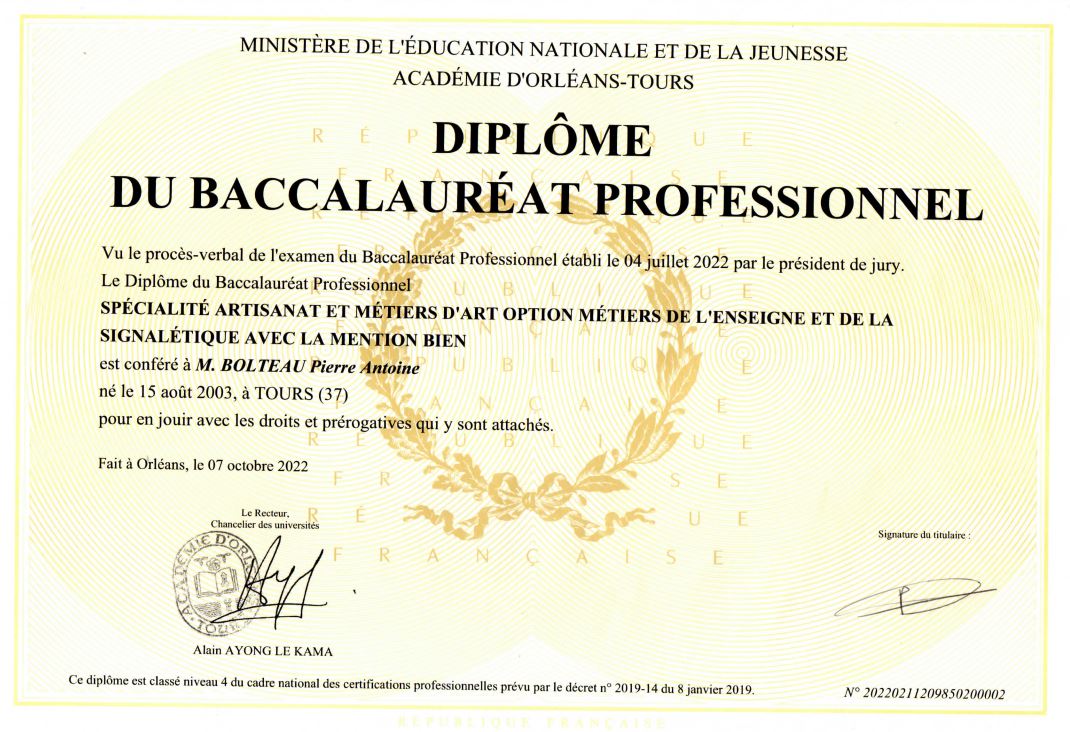 MINISTÈRE DE L'ÉDUCATION NATIONALE ET DE LA JEUNESSE
ACADÉMIE D'ORLÉANS-TOURS
DIPLÔME
DU BACCALAURÉAT PROFESSIONNEL
Vu le procès-verbal de l'examen du Baccalauréat Professionnel établi le 04 juillet 2022 par le président de jury.
Le Diplôme du Baccalauréat Professionnel
SPÉCIALITÉ ARTISANAT ET MÉTIERS D'ART OPTION MÉTIERS DE L'ENSEIGNE ET DE LA
SIGNALÉTIQUE AVEC LA MENTION BIEN
est conféré à M. BOLTEAU Pierre Antoine
né le 15 août 2003, à TOURS (37)
pour en jouir avec les droits et prérogatives qui y sont attachés.
Fait à Orléans, le 07 octobre 2022
Le Recteur,
Chancelier des universités
Signature du titulaire :
ACADÉMIE D'ORL
Alain AYONG LE KAMA
Ce diplôme est classé niveau 4 du cadre national des certifications professionnelles prévu par le décret n° 2019-14 du 8 janvier 2019.
N° 20220211209850200002
RÉPUBLIQUE FRANÇAISE